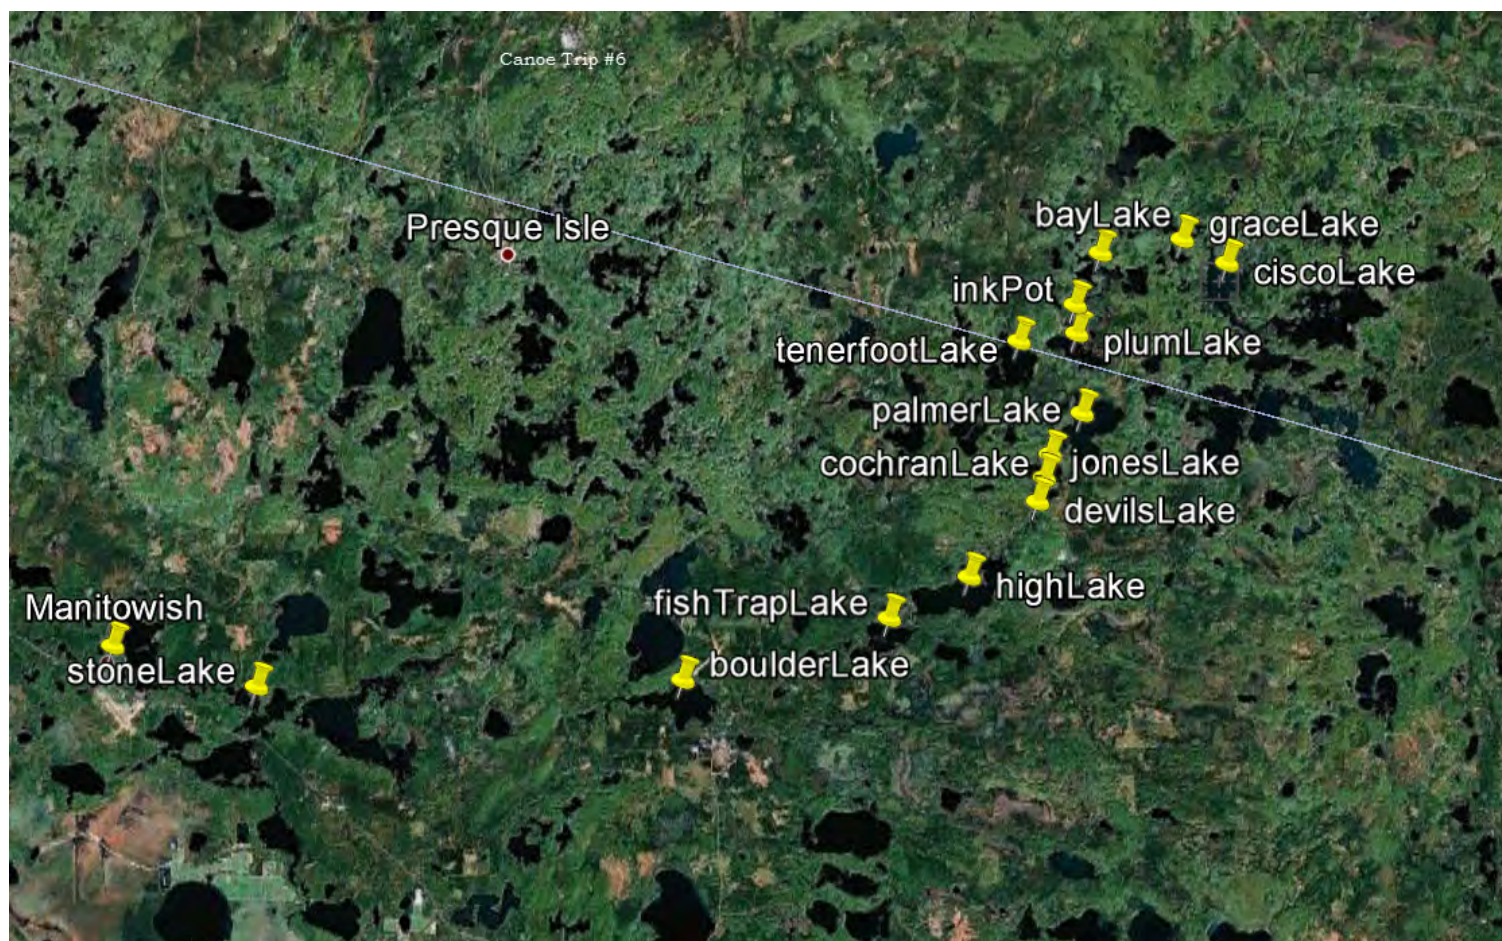 Canoe Trip #6
Presque Isle
bayLake
graceLake
ciscoLake
inkPot
plumLake
tenerfootLake
palmerLake
cochranLake
jonesLake
devilsLake
highLake
fishTrapLake
Manitowish
boulderLake
stoneLake